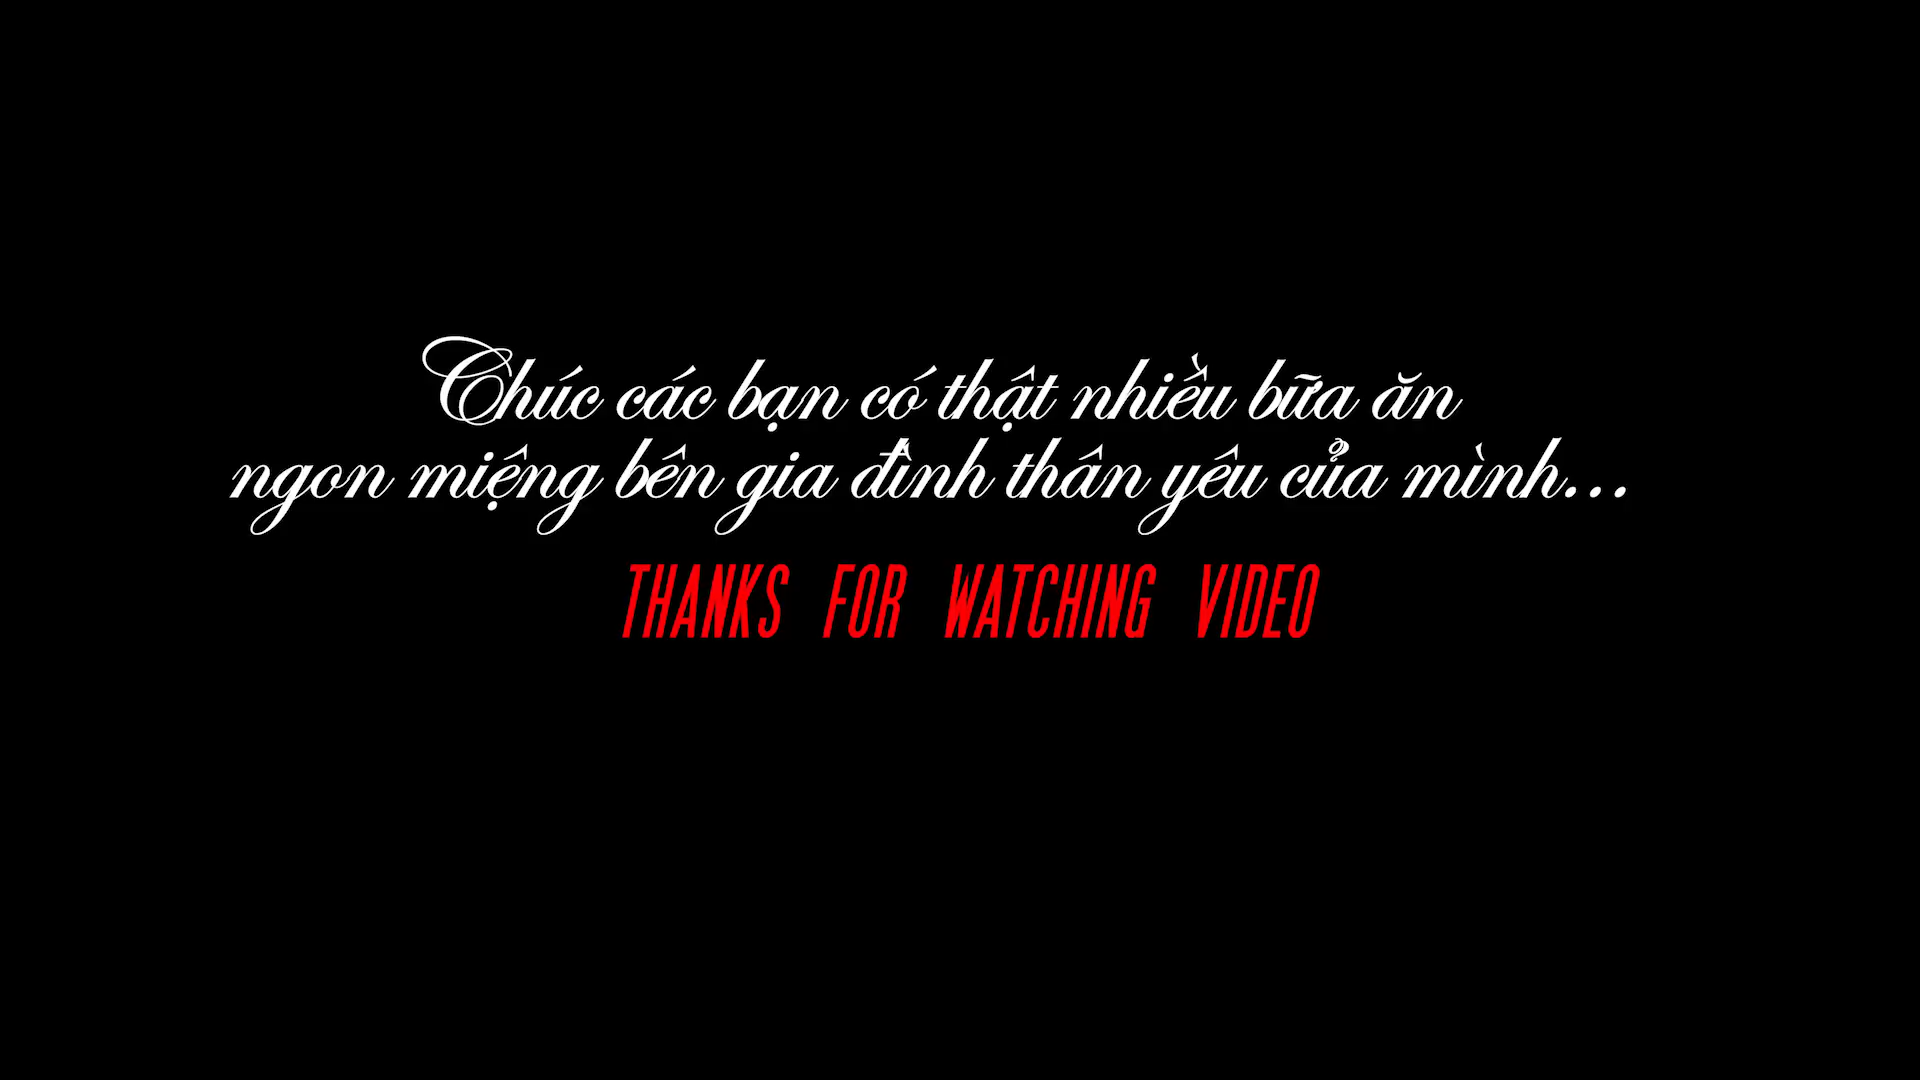 Chúc các bạn có thật nhiều bữa ăn
ngon miệng bên gia đình thân yêu của mình...
THANKS FOR WATCHING VIDEO